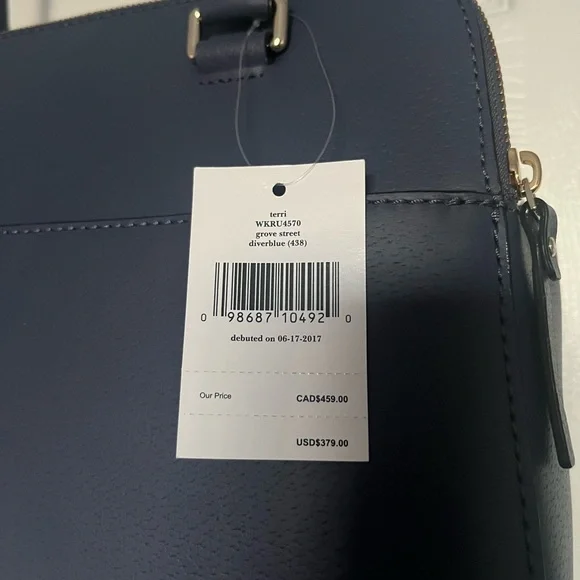 terri
WKRU4570
grove street
diverblue (438)
0 98687 10492 0
debuted on 06-17-2017
Our Price CAD$459.00
USD$379.00